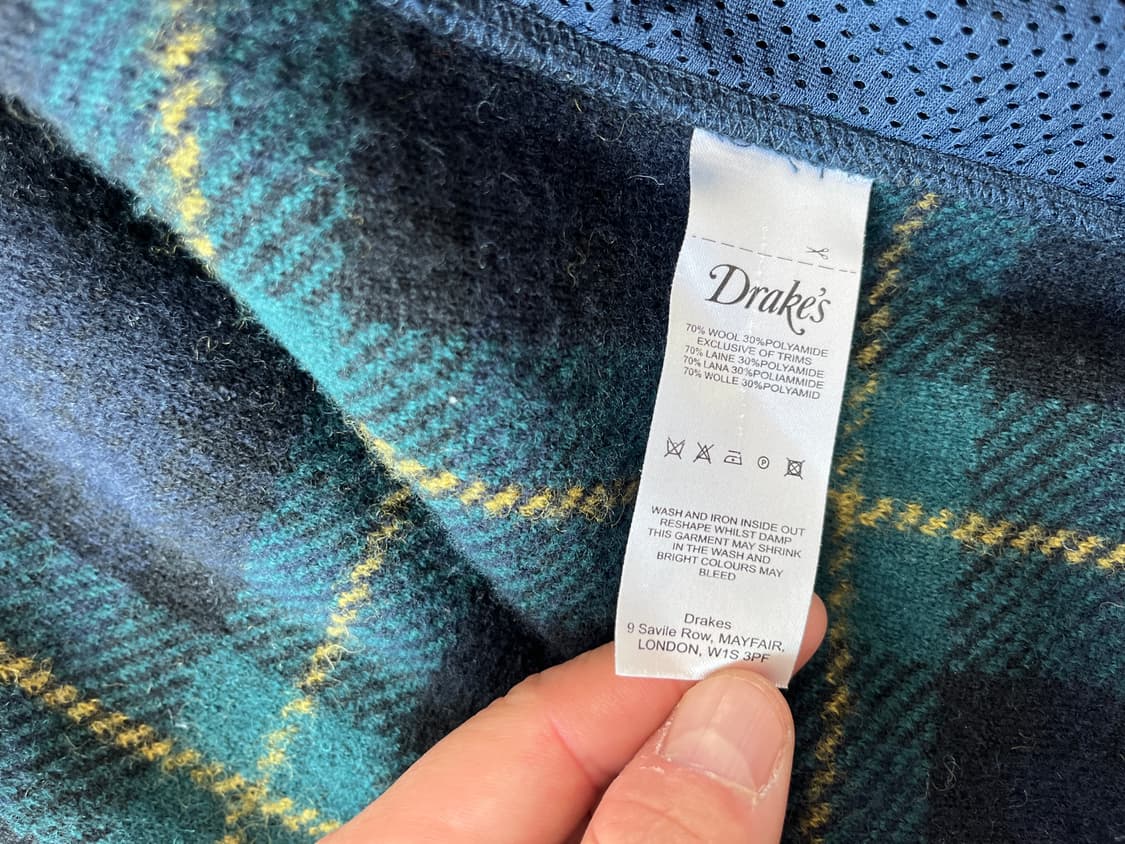 Drake's
70% WOOL 30%POLYAMIDE
EXCLUSIVE OF TRIMS
70% LAINE 30%POLYAMIDE
70% LANA 30%POLIAMMIDE
70% WOLLE 30%POLYAMID
P
WASH AND IRON INSIDE OUT
RESHAPE WHILST DAMP
THIS GARMENT MAY SHRINK
IN THE WASH AND
BRIGHT COLOURS MAY
BLEED
Drakes
9 Savile Row, MAYFAIR,
LONDON, W1S 3PF